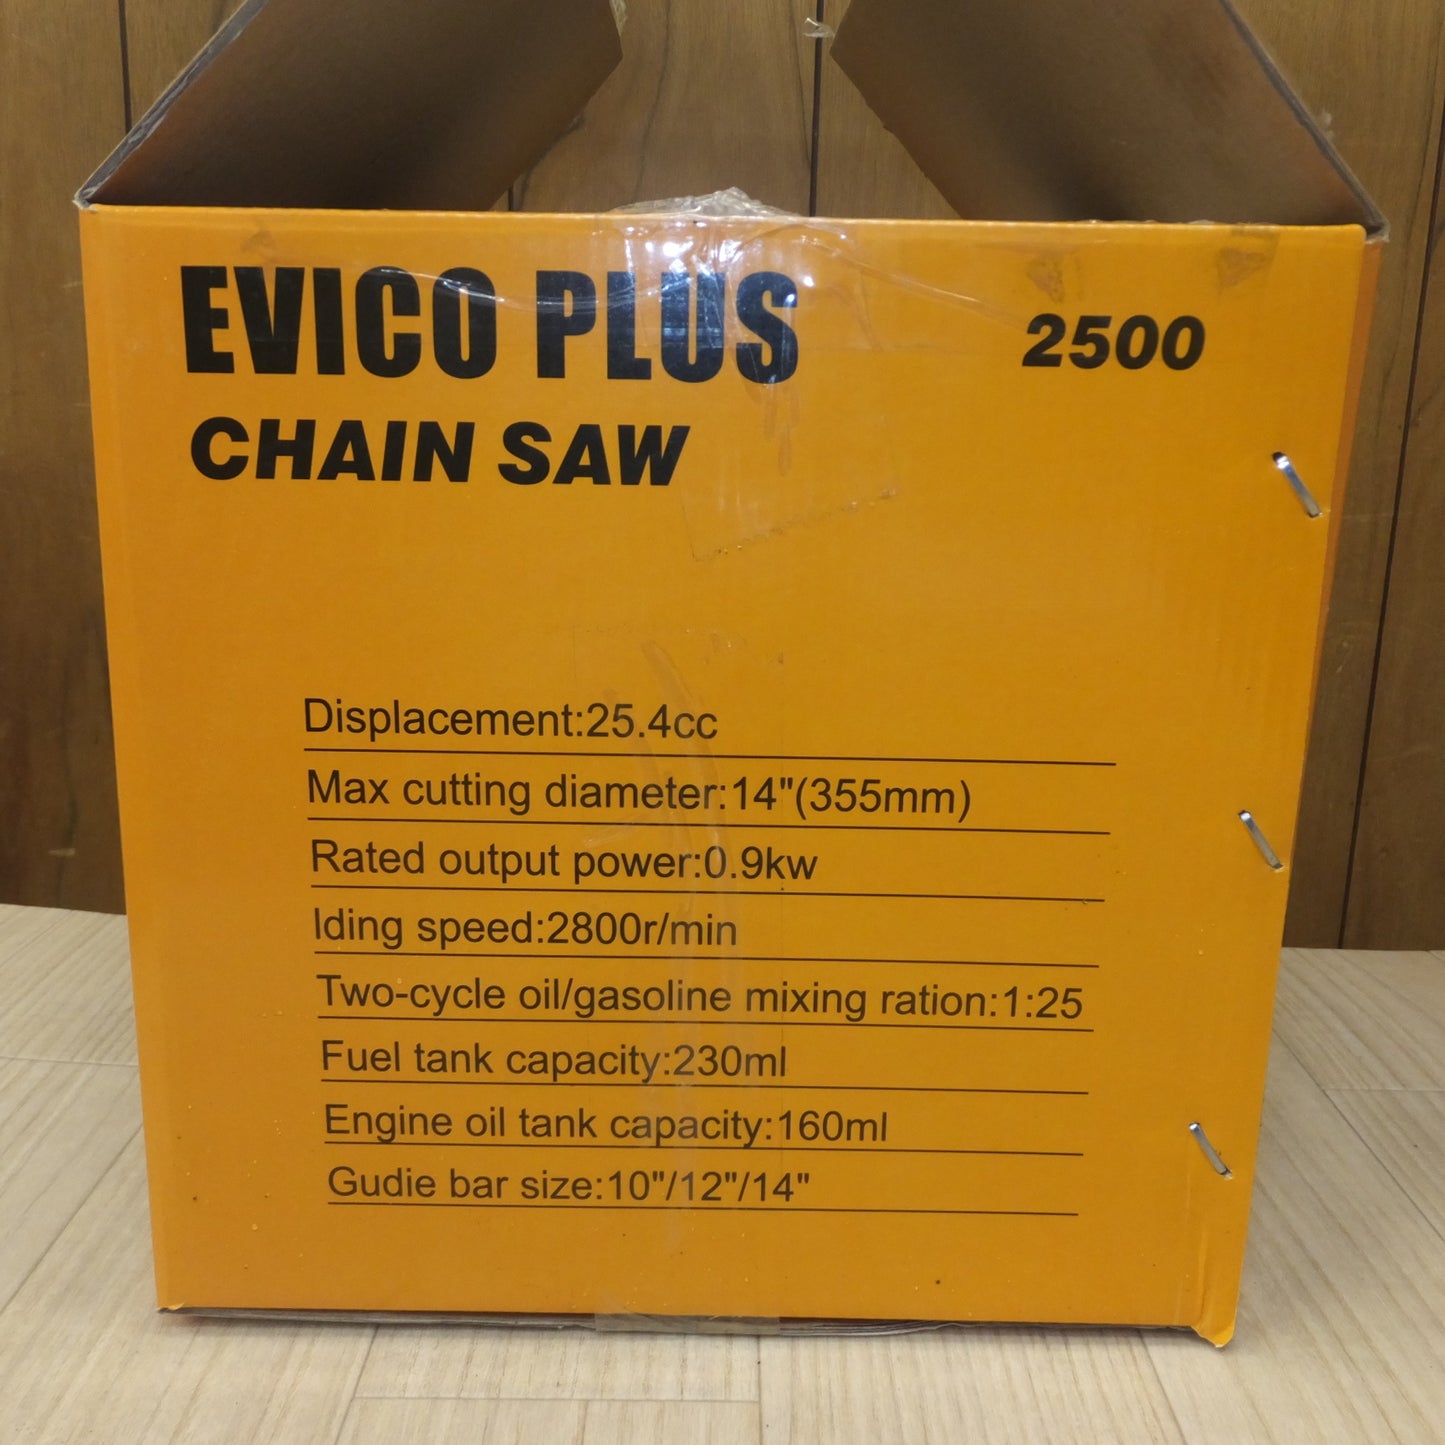 EVICO PLUS
2500
CHAIN SAW
Displacement:25.4cc
Max cutting diameter:14"(355mm)
Rated output power:0.9kw
Iding speed:2800r/min
Two-cycle oil/gasoline mixing ration:1:25
Fuel tank capacity:230ml
Engine oil tank capacity:160ml
Gudie bar size:10"/12"/14"